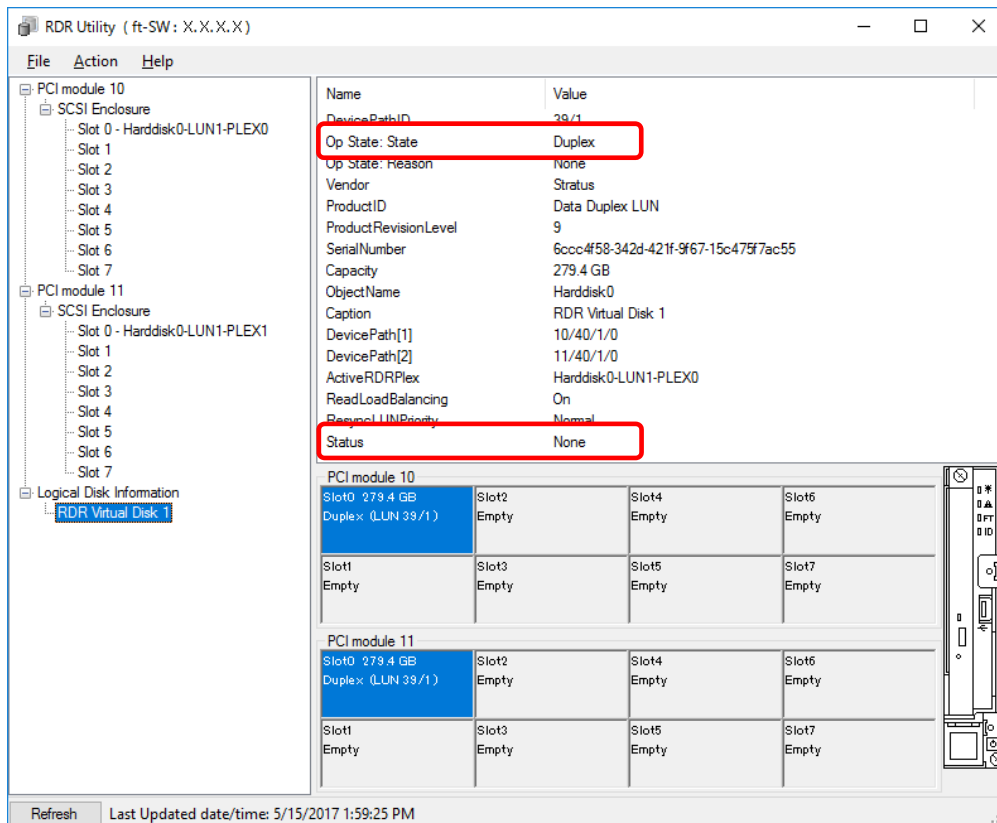 RDR Utility ( ft-SW : X.X.X.X )
File Action Help
PCI module 10
SCSI Enclosure
Slot 0 - Harddisk0-LUN1-PLEX0
Slot 1
Slot 2
Slot 3
Slot 4
Slot 5
Slot 6
Slot 7
PCI module 11
SCSI Enclosure
Slot 0 - Harddisk0-LUN1-PLEX1
Slot 1
Slot 2
Slot 3
Slot 4
Slot 5
Slot 6
Slot 7
Logical Disk Information
RDR Virtual Disk 1
Name Value
DevicePathID 39/1
Op State: State Duplex
Op State: Reason None
Vendor Stratus
ProductID Data Duplex LUN
ProductRevisionLevel 9
SerialNumber 6ccc4f58-342d-421f-9f67-15c475f7ac55
Capacity 279.4 GB
ObjectName Harddisk0
Caption RDR Virtual Disk 1
DevicePath[1] 10/40/1/0
DevicePath[2] 11/40/1/0
ActiveRDRPlex Harddisk0-LUN1-PLEX0
ReadLoadBalancing On
ResyncLUNPriority Normal
Status None
PCI module 10
Slot0 279.4 GB Slot2 Slot4 Slot6
Duplex (LUN 39/1) Empty Empty Empty
Slot1 Slot3 Slot5 Slot7
Empty Empty Empty Empty
PCI module 11
Slot0 279.4 GB Slot2 Slot4 Slot6
Duplex (LUN 39/1) Empty Empty Empty
Slot1 Slot3 Slot5 Slot7
Empty Empty Empty Empty
FT
ID
Refresh Last Updated date/time: 5/15/2017 1:59:25 PM